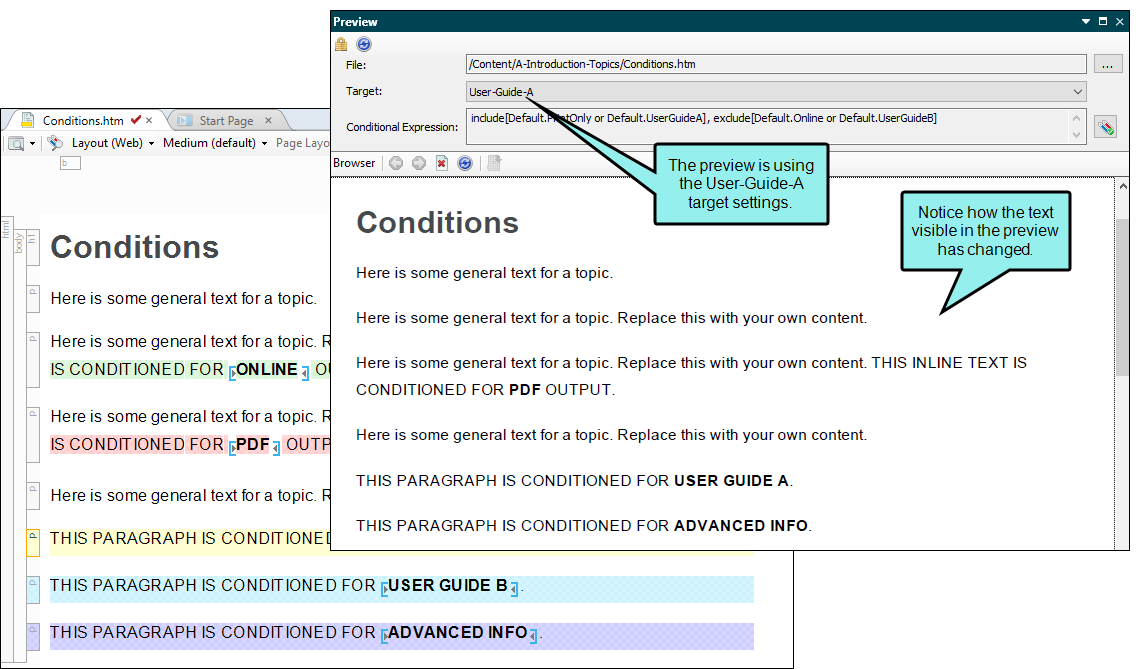 Preview
File:
/Content/A-Introduction-Topics/Conditions.htm
...
Target:
User-Guide-A
Conditional Expression:
include[Default.PrintOnly or Default.UserGuideA], exclude[Default.Online or Default.UserGuideB]
Browser
The preview is using
the User-Guide-A
target settings.
Notice how the text
visible in the preview
has changed.
Conditions
Here is some general text for a topic.
Here is some general text for a topic. Replace this with your own content.
Here is some general text for a topic. Replace this with your own content. THIS INLINE TEXT IS
CONDITIONED FOR PDF OUTPUT.
Here is some general text for a topic. Replace this with your own content.
THIS PARAGRAPH IS CONDITIONED FOR USER GUIDE A.
THIS PARAGRAPH IS CONDITIONED FOR ADVANCED INFO.
Conditions.htm
Start Page
Layout (Web)
Medium (default)
Page Layo
b
html
body
h1
Conditions
p
Here is some general text for a topic.
p
Here is some general text for a topic. R
IS CONDITIONED FOR ONLINE OU
p
Here is some general text for a topic. R
IS CONDITIONED FOR PDF OUTP
p
Here is some general text for a topic. R
p
THIS PARAGRAPH IS CONDITIONED
p
THIS PARAGRAPH IS CONDITIONED FOR USER GUIDE B.
p
THIS PARAGRAPH IS CONDITIONED FOR ADVANCED INFO.